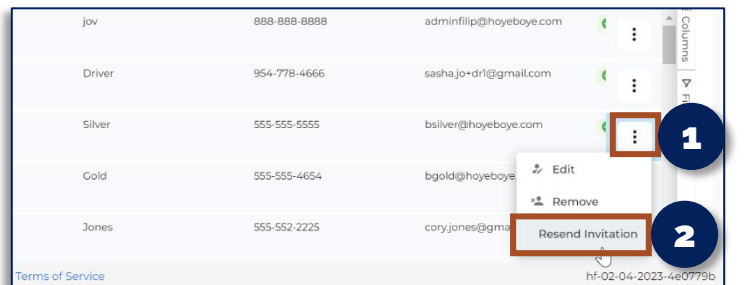 jov 888-888-8888 adminfilip@hoyeboye.com
Columns
Driver 954-778-4666 sasha.jo+dr1@gmail.com
Silver 555-555-5555 bsilver@hoyeboye.com
1
Edit
Gold 555-555-4654 bgold@hoyeboye.
Remove
Jones 555-552-2225 cory.jones@gma
Resend Invitation
2
Terms of Service hf-02-04-2023-4e0779b